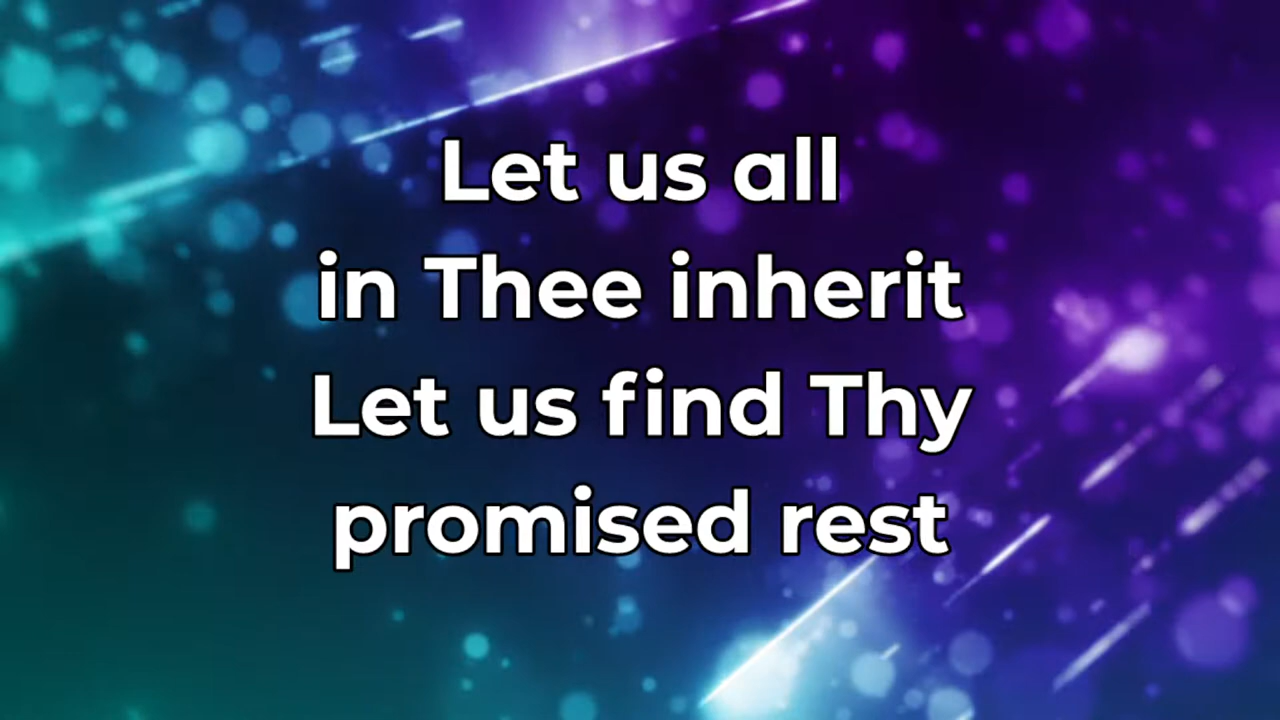 Let us all
in Thee inherit
Let us find Thy
promised rest